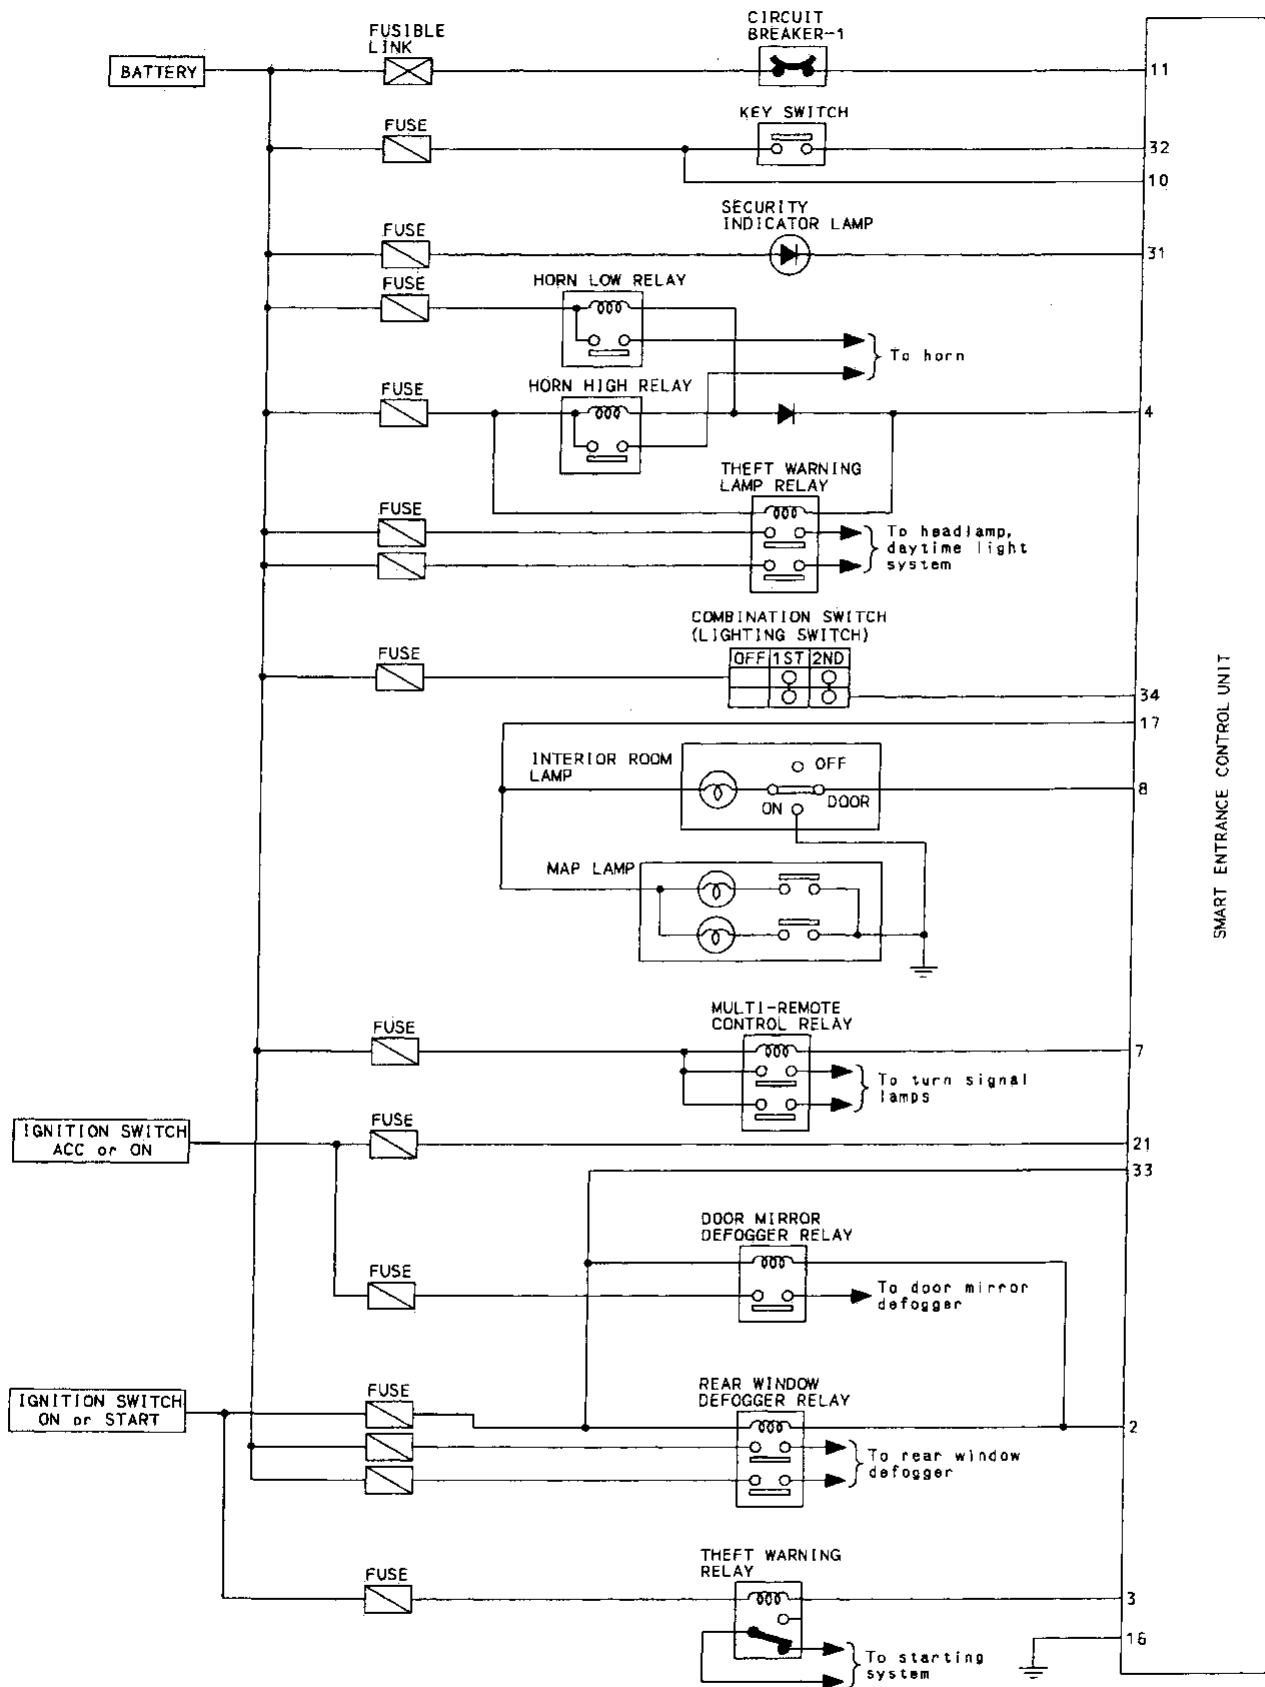 CIRCUIT
BREAKER-1
FUSIBLE
LINK
BATTERY
11
KEY SWITCH
FUSE
32
10
SECURITY
INDICATOR LAMP
FUSE
31
FUSE
HORN LOW RELAY
To horn
FUSE
HORN HIGH RELAY
4
THEFT WARNING
LAMP RELAY
FUSE
To headlamp,
daytime light
system
COMBINATION SWITCH
(LIGHTING SWITCH)
FUSE
OFF 1ST 2ND
34
17
INTERIOR ROOM
LAMP
OFF
ON
DOOR
8
MAP LAMP
SMART ENTRANCE CONTROL UNIT
MULTI-REMOTE
CONTROL RELAY
FUSE
7
To turn signal
lamps
IGNITION SWITCH
ACC or ON
FUSE
21
33
DOOR MIRROR
DEFOGGER RELAY
FUSE
To door mirror
defogger
IGNITION SWITCH
ON or START
FUSE
REAR WINDOW
DEFOGGER RELAY
2
To rear window
defogger
THEFT WARNING
RELAY
FUSE
3
16
To starting
system